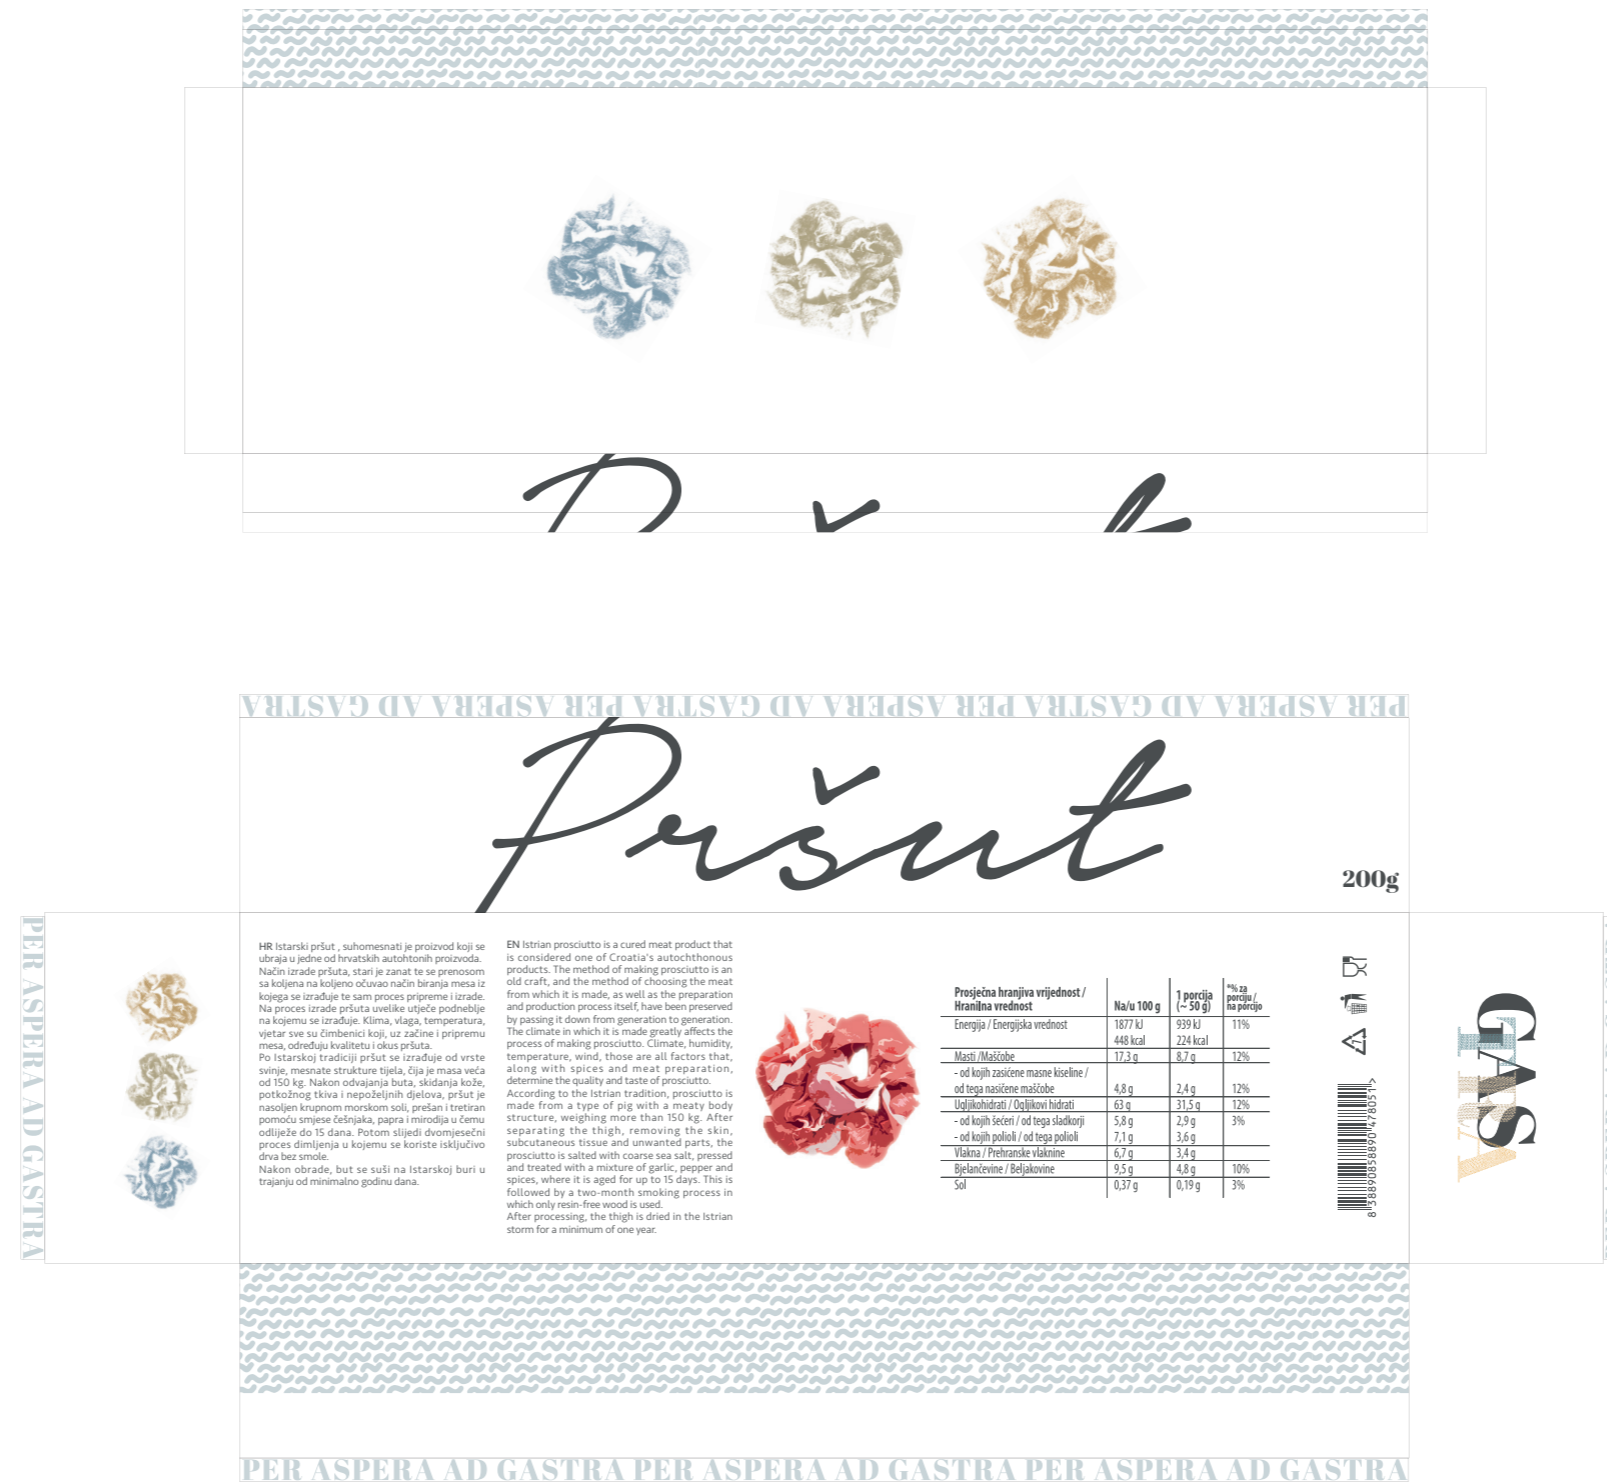 PER ASPERA AD GASTRA PER ASPERA AD GASTRA PER ASPERA AD GASTRA
Pršut
200g
PER ASPERA AD GASTRA
HR Istarski pršut , suhomesnati je proizvod koji se
ubraja u jedne od hrvatskih autohtonih proizvoda.
Način izrade pršuta, stari je zanat te se prenosom
sa koljena na koljeno očuvao način biranja mesa iz
kojega se izrađuje te sam proces pripreme i izrade.
Na proces izrade pršuta uvelike utječe podneblje
na kojemu se izrađuje. Klima, vlaga, temperatura,
vjetar sve su čimbenici koji, uz začine i pripremu
mesa, određuju kvalitetu i okus pršuta.
Po Istarskoj tradiciji pršut se izrađuje od vrste
svinje, mesnate strukture tijela, čija je masa veća
od 150 kg. Nakon odvajanja buta, skidanja kože,
potkožnog tkiva i nepoželjnih djelova, pršut je
nasoljen krupnom morskom soli, prešan i tretiran
pomoću smjese češnjaka, papra i mirodija u čemu
odliježe do 15 dana. Potom slijedi dvomjesečni
proces dimljenja u kojemu se koriste isključivo
drva bez smole.
Nakon obrade, but se suši na Istarskoj buri u
trajanju od minimalno godinu dana.
EN Istrian prosciutto is a cured meat product that
is considered one of Croatia's autochthonous
products. The method of making prosciutto is an
old craft, and the method of choosing the meat
from which it is made, as well as the preparation
and production process itself, have been preserved
by passing it down from generation to generation.
The climate in which it is made greatly affects the
process of making prosciutto. Climate, humidity,
temperature, wind, those are all factors that,
along with spices and meat preparation,
determine the quality and taste of prosciutto.
According to the Istrian tradition, prosciutto is
made from a type of pig with a meaty body
structure, weighing more than 150 kg. After
separating the thigh, removing the skin,
subcutaneous tissue and unwanted parts, the
prosciutto is salted with coarse sea salt, pressed
and treated with a mixture of garlic, pepper and
spices, where it is aged for up to 15 days. This is
followed by a two-month smoking process in
which only resin-free wood is used.
After processing, the thigh is dried in the Istrian
storm for a minimum of one year.
Prosječna hranjiva vrijednost /
Hranilna vrednost
Na/u 100 g
1 porcija
(~ 50 g)
*% za
porciju /
na porcijo
Energija / Energijska vrednost 1877 kJ 939 kJ 11%
448 kcal 224 kcal
Masti /Maščobe 17,3 g 8,7 g 12%
- od kojih zasićene masne kiseline /
od tega nasičene maščobe 4,8 g 2,4 g 12%
Ugljikohidrati / Ogljikovi hidrati 63 g 31,5 g 12%
- od kojih šećeri / od tega sladkorji 5,8 g 2,9 g 3%
- od kojih polioli / od tega polioli 7,1 g 3,6 g
Vlakna / Prehranske vlaknine 6,7 g 3,4 g
Bjelančevine / Beljakovine 9,5 g 4,8 g 10%
Sol 0,37 g 0,19 g 3%
8 388908 588904 78051 >
PER ASPERA AD GASTRA PER ASPERA AD GASTRA PER ASPERA AD GASTRA